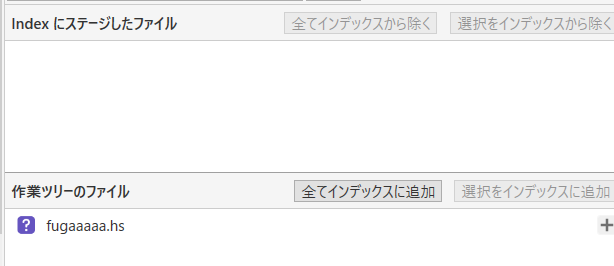 Index にステージしたファイル 全てインデックスから除く 選択をインデックスから除く
作業ツリーのファイル 全てインデックスに追加 選択をインデックスに追加
? fugaaaaa.hs +